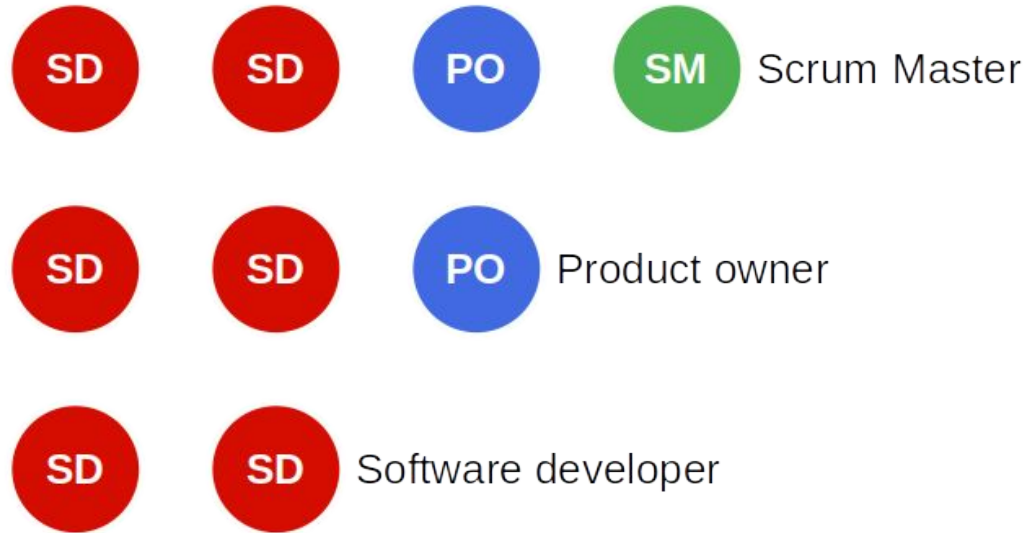 SD SD PO SM Scrum Master
SD SD PO Product owner
SD SD Software developer